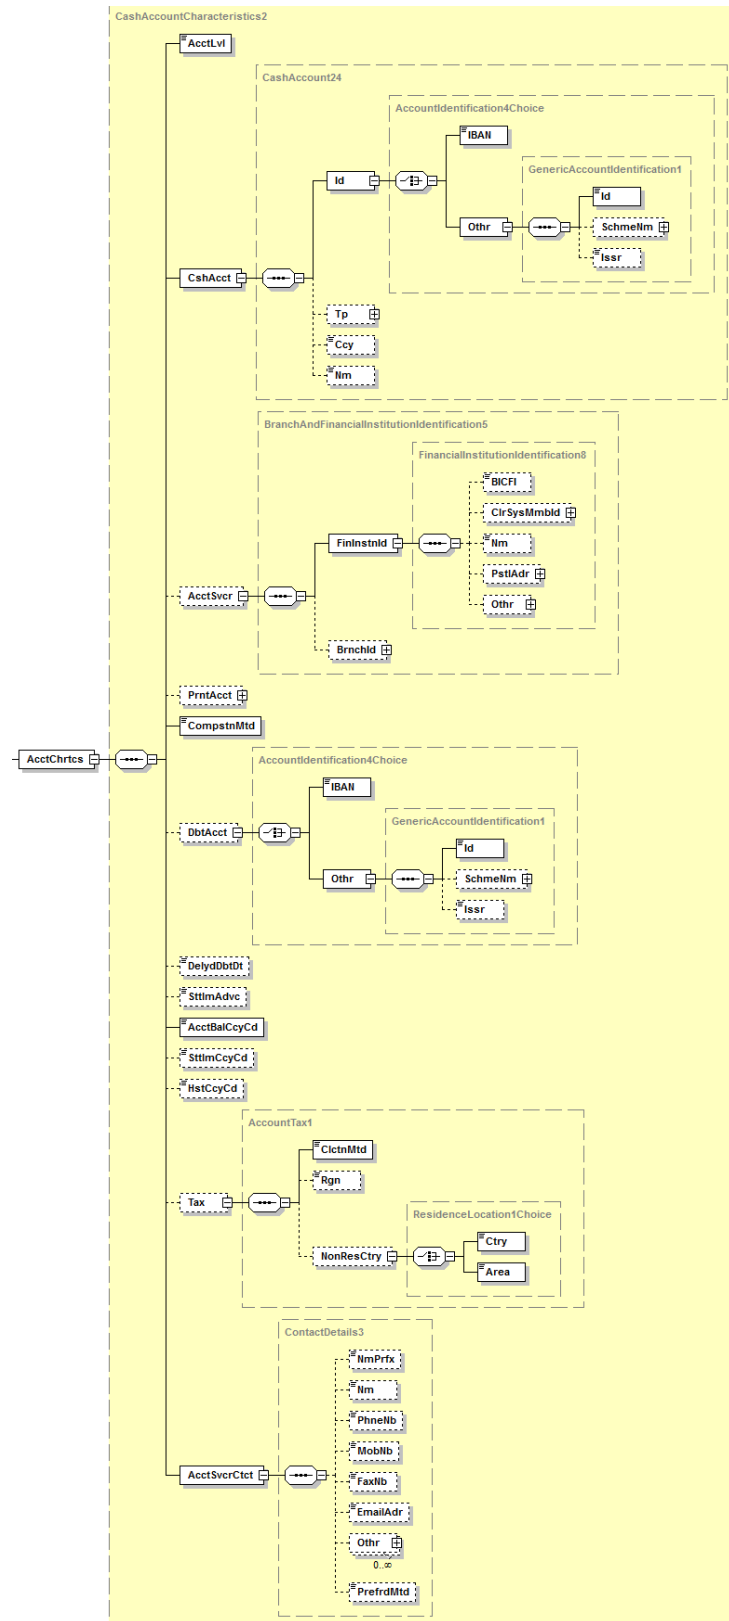 CashAccountCharacteristics2
AcctLvl
CashAccount24
AccountIdentification4Choice
IBAN
GenericAccountIdentification1
Id
Id
Othr
SchmeNm
Issr
CshAcct
Tp
Ccy
Nm
BranchAndFinancialInstitutionIdentification5
FinancialInstitutionIdentification8
BICFI
ClrSysMmbId
Nm
FinInstnId
PstlAdr
AcctSvcr
Othr
BrnchId
PrntAcct
CompstnMtd
AcctChrtcs
AccountIdentification4Choice
IBAN
GenericAccountIdentification1
DbtAcct
Id
Othr
SchmeNm
Issr
DelydDbtDt
SttlmAdvc
AcctBalCcyCd
SttlmCcyCd
HstCcyCd
AccountTax1
ClctnMtd
Rgn
Tax
ResidenceLocation1Choice
Ctry
NonResCtry
Area
ContactDetails3
NmPrfx
Nm
PhneNb
MobNb
AcctSvcrCtct
FaxNb
EmailAdr
Othr
0..∞
PrefrdMtd